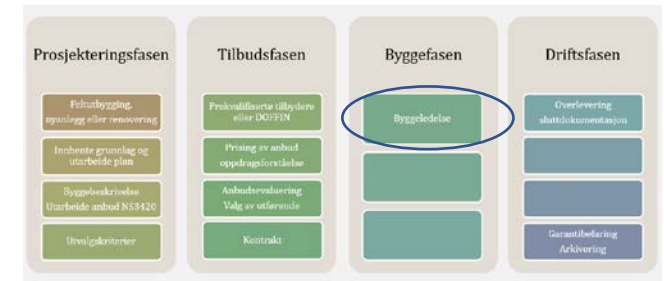 Prosjekteringsfasen
Feltutbygging,
nyanlegg eller renovering
Innhente grunnlag og
utarbeide plan
Byggebeskrivelse
Utarbeide anbud NS3420
Utvalgskriterier
Tilbudsfasen
Prekvalifiserte tilbydere
eller DOFFIN
Prising av anbud
oppdragsforståelse
Anbudsevaluering
Valg av utførende
Kontrakt
Byggefasen
Byggeledelse
Driftsfasen
Overlevering
sluttdokumentasjon
Garantibefaring
Arkivering